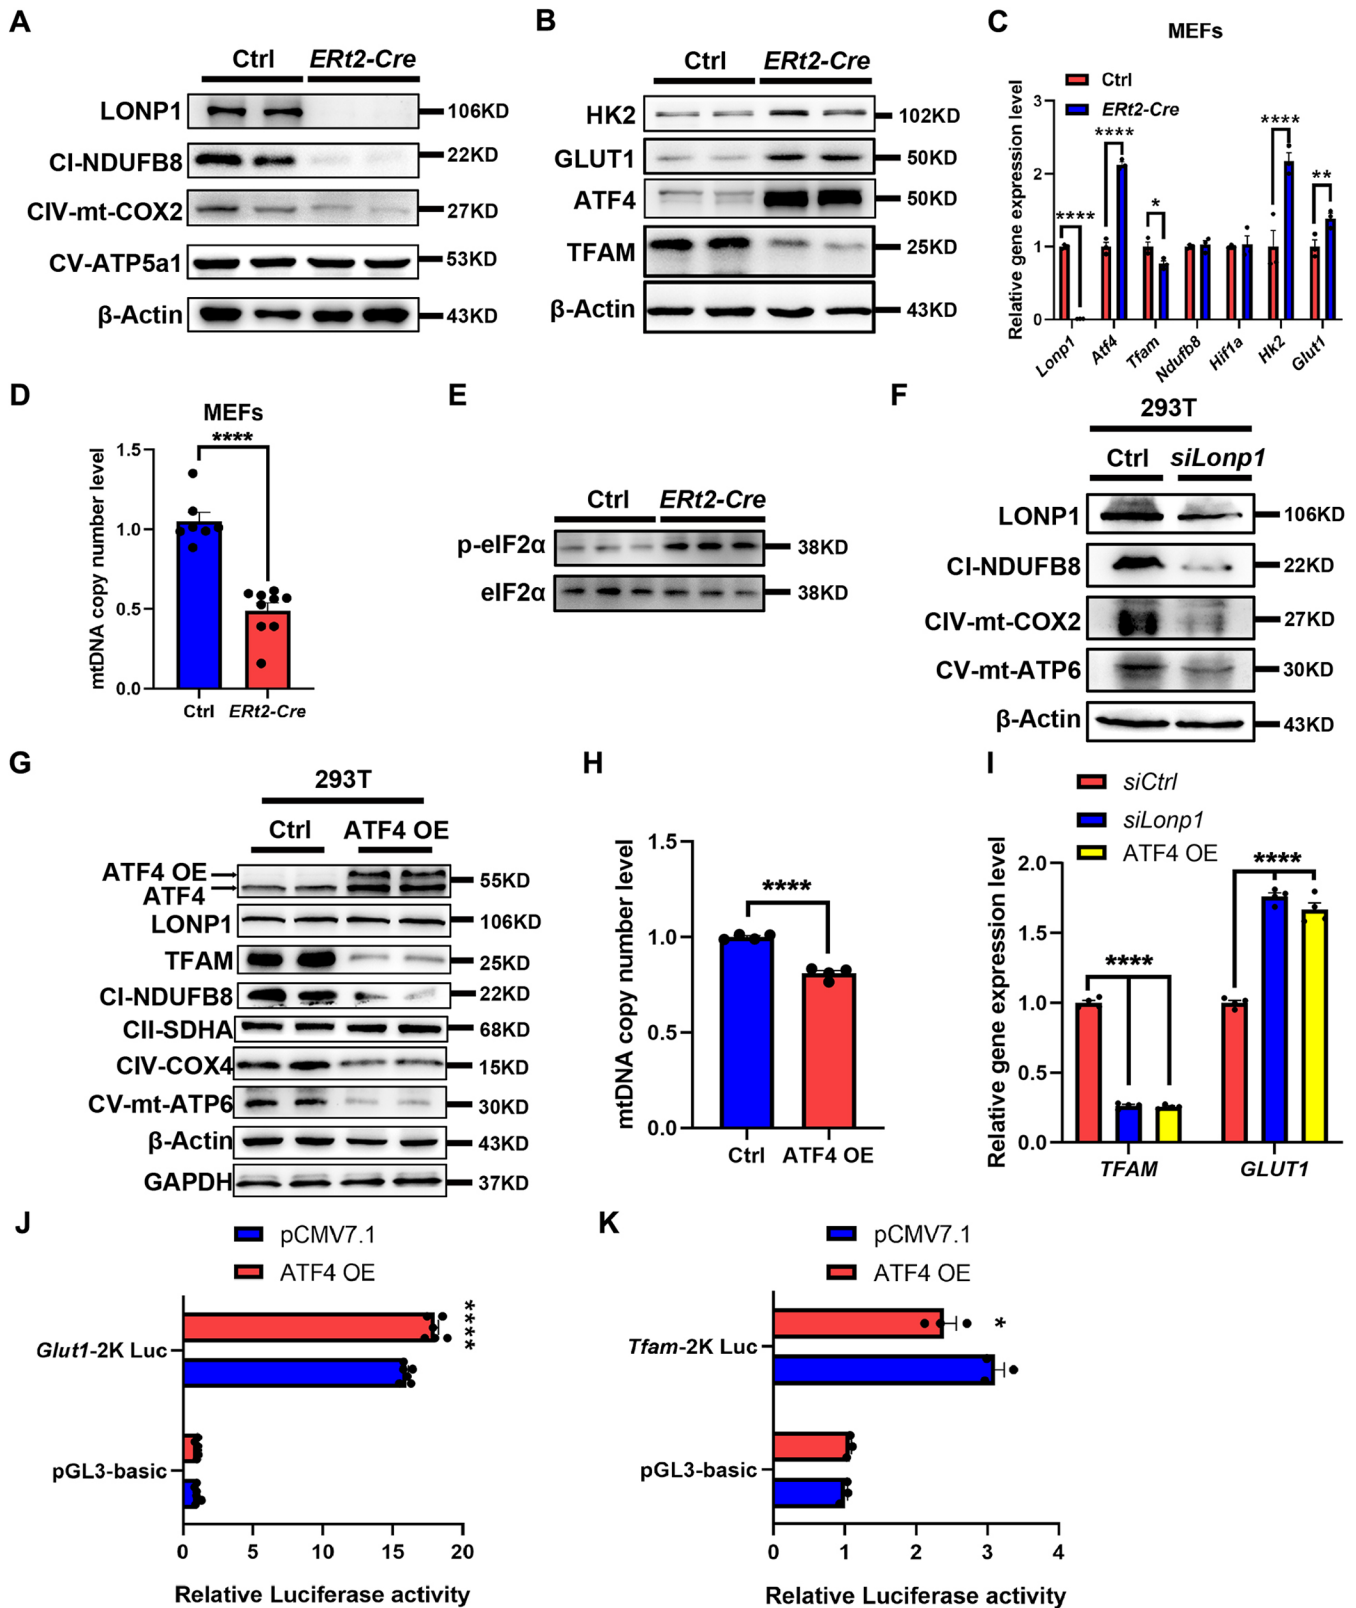 A
Ctrl ERt2-Cre
LONP1 106KD
CI-NDUFB8 22KD
CIV-mt-COX2 27KD
CV-ATP5a1 53KD
β-Actin 43KD
B
Ctrl ERt2-Cre
HK2 102KD
GLUT1 50KD
ATF4 50KD
TFAM 25KD
β-Actin 43KD
C
MEFs
Ctrl
ERt2-Cre
Relative gene expression level
3
2
1
0
**** **** * **** **
Lonp1 Atf4 Tfam Ndufb8 Hif1a Hk2 Glut1
D
MEFs
****
mtDNA copy number level
1.5
1.0
0.5
0.0
Ctrl ERt2-Cre
E
Ctrl ERt2-Cre
p-eIF2α 38KD
eIF2α 38KD
F
293T
Ctrl siLonp1
LONP1 106KD
CI-NDUFB8 22KD
CIV-mt-COX2 27KD
CV-mt-ATP6 30KD
β-Actin 43KD
G
293T
Ctrl ATF4 OE
ATF4 OE 55KD
ATF4
LONP1 106KD
TFAM 25KD
CI-NDUFB8 22KD
CII-SDHA 68KD
CIV-COX4 15KD
CV-mt-ATP6 30KD
β-Actin 43KD
GAPDH 37KD
H
mtDNA copy number level
1.5
1.0
0.5
0.0
****
Ctrl ATF4 OE
I
siCtrl
siLonp1
ATF4 OE
Relative gene expression level
2.0
1.5
1.0
0.5
0.0
**** ****
TFAM GLUT1
J
pCMV7.1
ATF4 OE
****
Glut1-2K Luc
pGL3-basic
0 5 10 15 20
Relative Luciferase activity
K
pCMV7.1
ATF4 OE
*
Tfam-2K Luc
pGL3-basic
0 1 2 3 4
Relative Luciferase activity